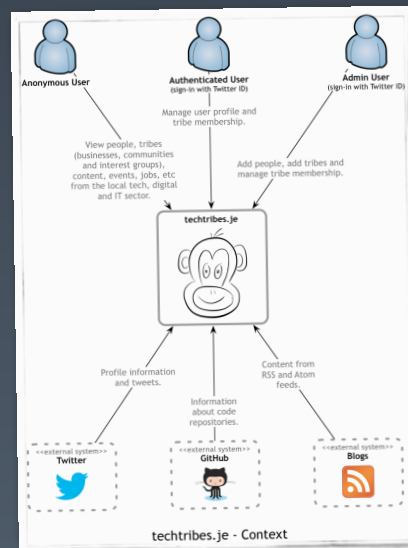 Anonymous User
Authenticated User
(sign-in with Twitter ID)
Admin User
(sign-in with Twitter ID)
Manage user profile and
tribe membership.
View people, tribes
(businesses, communities
and interest groups),
content, events, jobs, etc
from the local tech, digital
and IT sector.
Add people, add tribes and
manage tribe membership.
techtribes.je
Profile information
and tweets.
Information
about code
repositories.
Content from
RSS and Atom
feeds.
<<external system>>
Twitter
<<external system>>
GitHub
<<external system>>
Blogs
techtribes.je - Context